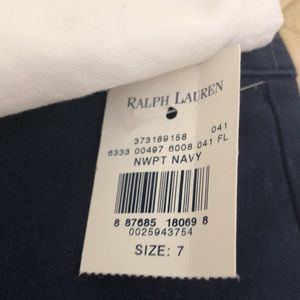 RALPH LAUREN
373189158 041
6333 00497 6008 041 FL
NWPT NAVY
8 87685 18069 8
0025943754
SIZE: 7